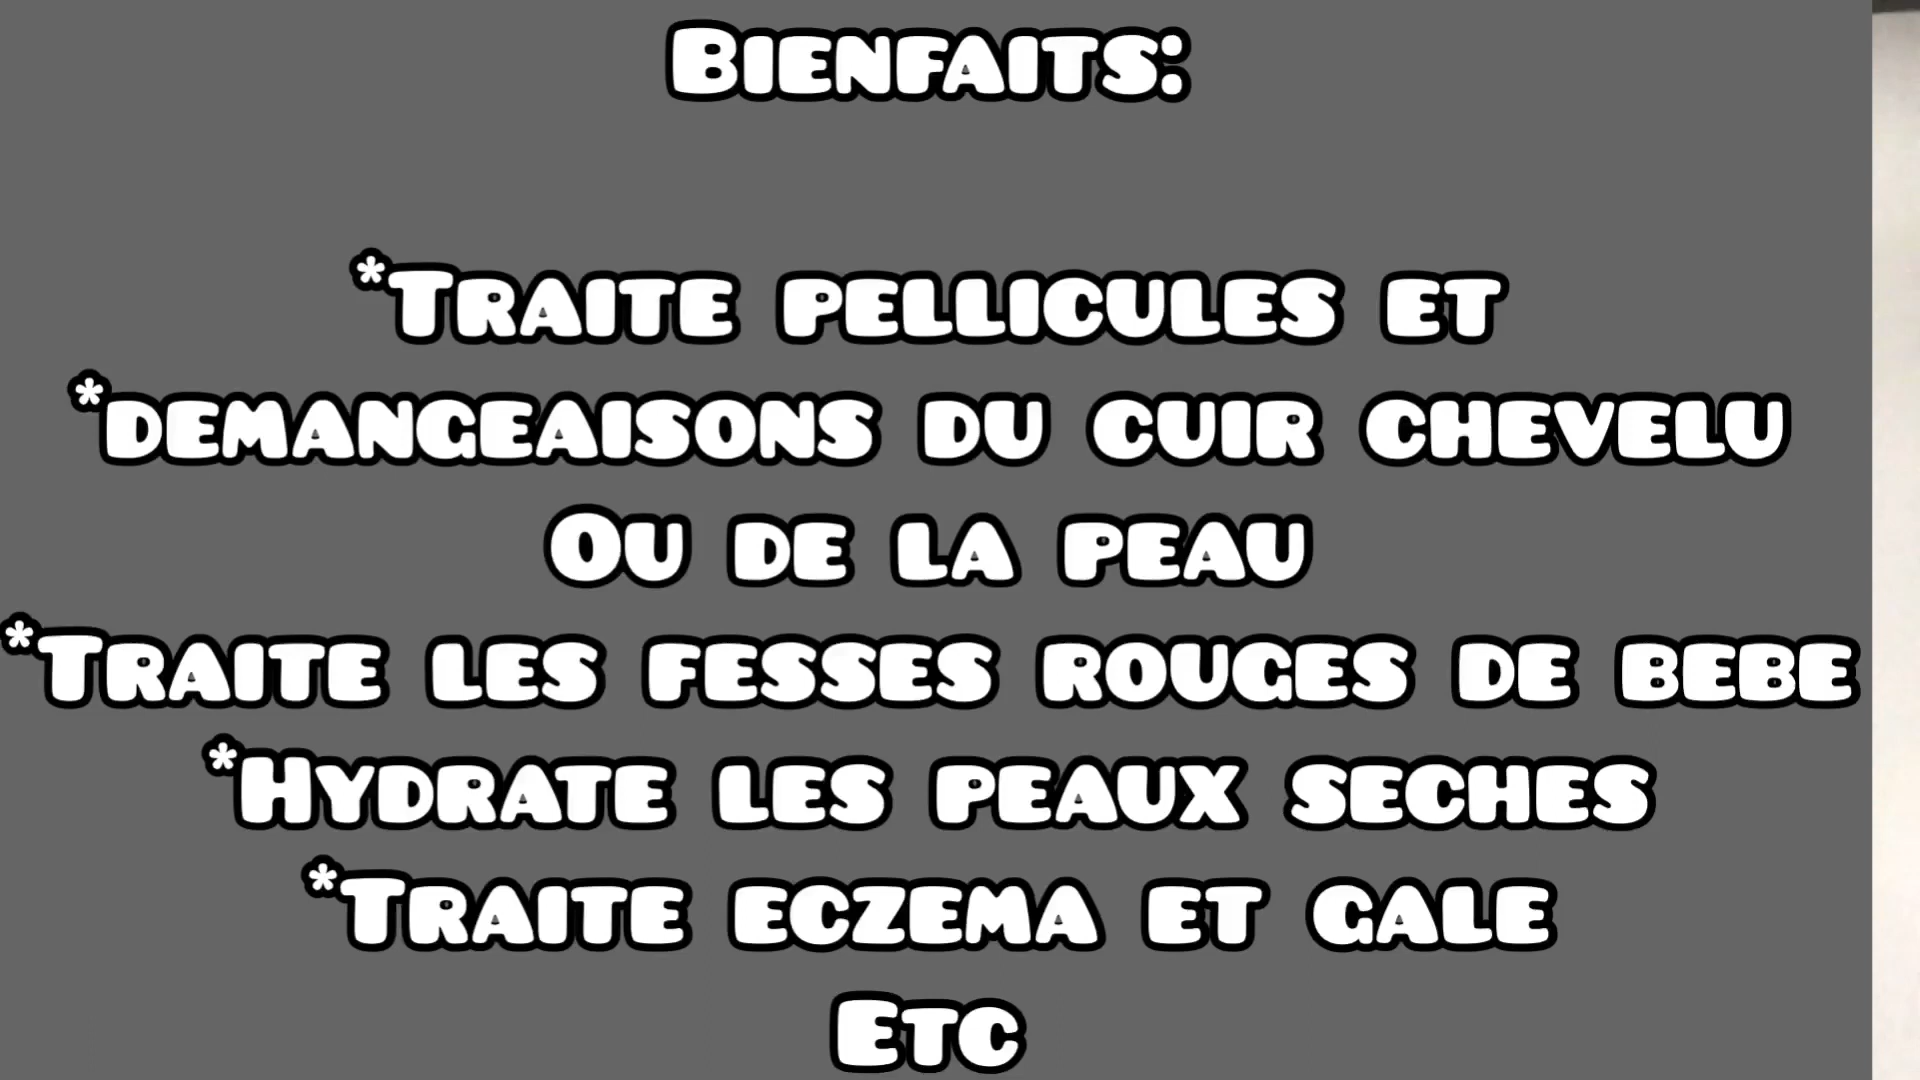 Bienfaits:
*Traite pellicules et
*demangeaisons du cuir chevelu
Ou de la peau
*Traite les fesses rouges de bebe
*Hydrate les peaux seches
*Traite eczema et gale
Etc